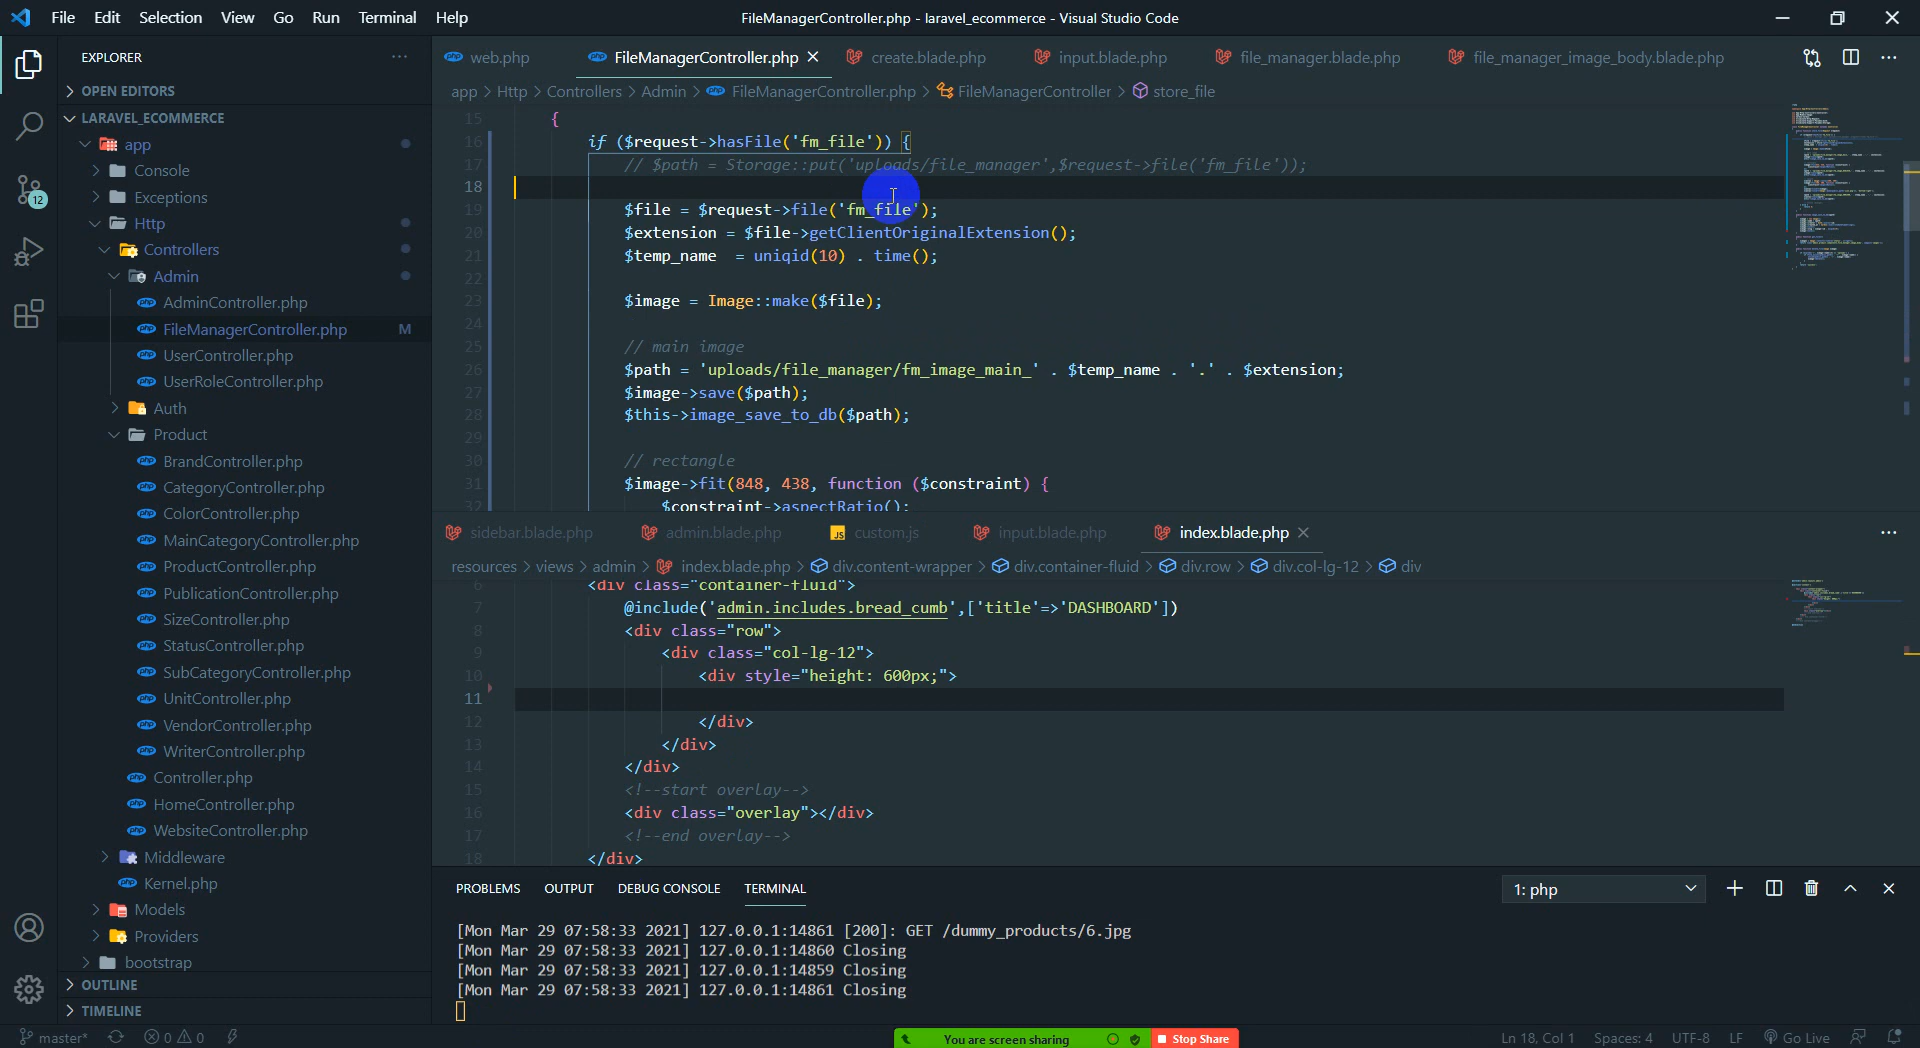 File Edit Selection View Go Run Terminal Help
FileManagerController.php - laravel_ecommerce - Visual Studio Code
EXPLORER
OPEN EDITORS
LARAVEL_ECOMMERCE
app
Console
Exceptions
Http
Controllers
Admin
AdminController.php
FileManagerController.php M
UserController.php
UserRoleController.php
Auth
Product
BrandController.php
CategoryController.php
ColorController.php
MainCategoryController.php
ProductController.php
PublicationController.php
SizeController.php
StatusController.php
SubCategoryController.php
UnitController.php
VendorController.php
WriterController.php
Controller.php
HomeController.php
WebsiteController.php
Middleware
Kernel.php
Models
Providers
bootstrap
OUTLINE
TIMELINE
12
web.php FileManagerController.php create.blade.php input.blade.php file_manager.blade.php file_manager_image_body.blade.php
app > Http > Controllers > Admin > FileManagerController.php > FileManagerController > store_file
15 {
16 if ($request->hasFile('fm_file')) {
17 // $path = Storage::put('uploads/file_manager',$request->file('fm_file'));
18
19 $file = $request->file('fm_file');
20 $extension = $file->getClientOriginalExtension();
21 $temp_name = uniqid(10) . time();
22
23 $image = Image::make($file);
24
25 // main image
26 $path = 'uploads/file_manager/fm_image_main_' . $temp_name . '.' . $extension;
27 $image->save($path);
28 $this->image_save_to_db($path);
29
30 // rectangle
31 $image->fit(848, 438, function ($constraint) {
32 $constraint->aspectRatio();
sidebar.blade.php admin.blade.php custom.js input.blade.php index.blade.php
resources > views > admin > index.blade.php > div.content-wrapper > div.container-fluid > div.row > div.col-lg-12 > div
6 <div class="container-fluid">
7 @include('admin.includes.bread_cumb',['title'=>'DASHBOARD'])
8 <div class="row">
9 <div class="col-lg-12">
10 <div style="height: 600px;">
11
12 </div>
13 </div>
14 </div>
15 <!--start overlay-->
16 <div class="overlay"></div>
17 <!--end overlay-->
18 </div>
PROBLEMS OUTPUT DEBUG CONSOLE TERMINAL
1: php
[Mon Mar 29 07:58:33 2021] 127.0.0.1:14861 [200]: GET /dummy_products/6.jpg
[Mon Mar 29 07:58:33 2021] 127.0.0.1:14860 Closing
[Mon Mar 29 07:58:33 2021] 127.0.0.1:14859 Closing
[Mon Mar 29 07:58:33 2021] 127.0.0.1:14861 Closing
master* 0 0
You are screen sharing Stop Share
Ln 18, Col 1 Spaces: 4 UTF-8 LF Go Live